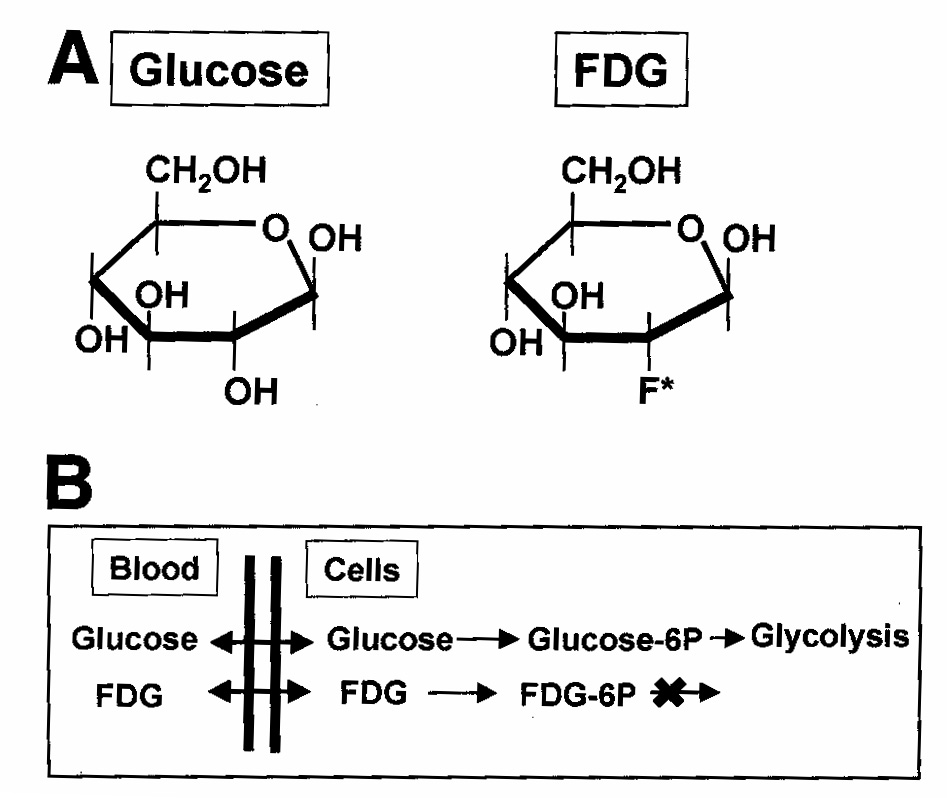 A Glucose FDG
CH₂OH CH₂OH
O OH O OH
OH OH
OH OH
OH F*
B
Blood Cells
Glucose Glucose Glucose-6P Glycolysis
FDG FDG FDG-6P